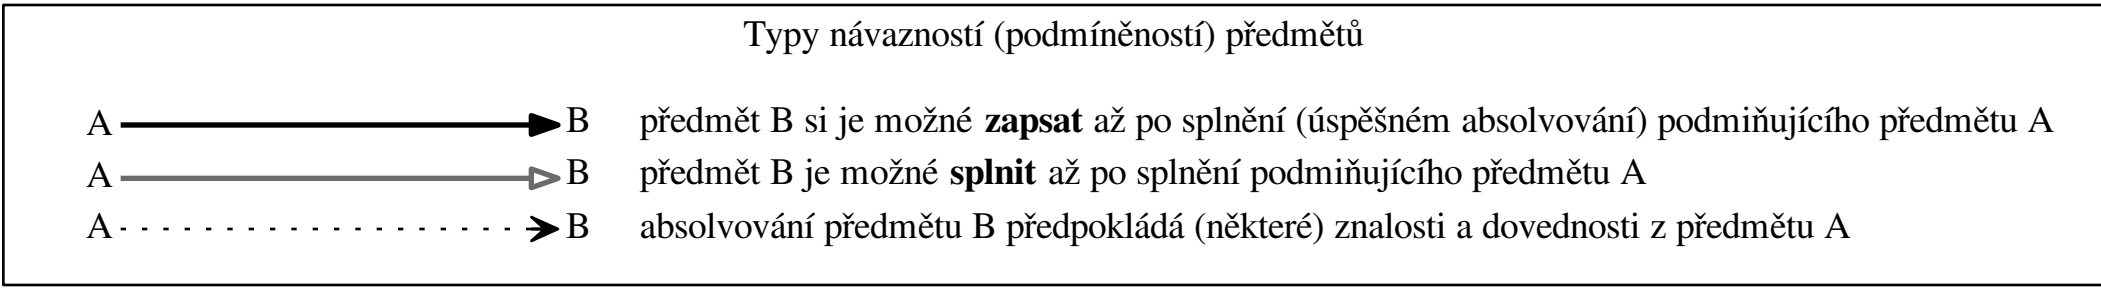 Typy návazností (podmíněností) předmětů
A B předmět B si je možné zapsat až po splnění (úspěšném absolvování) podmiňujícího předmětu A
A B předmět B je možné splnit až po splnění podmiňujícího předmětu A
A B absolvování předmětu B předpokládá (některé) znalosti a dovednosti z předmětu A